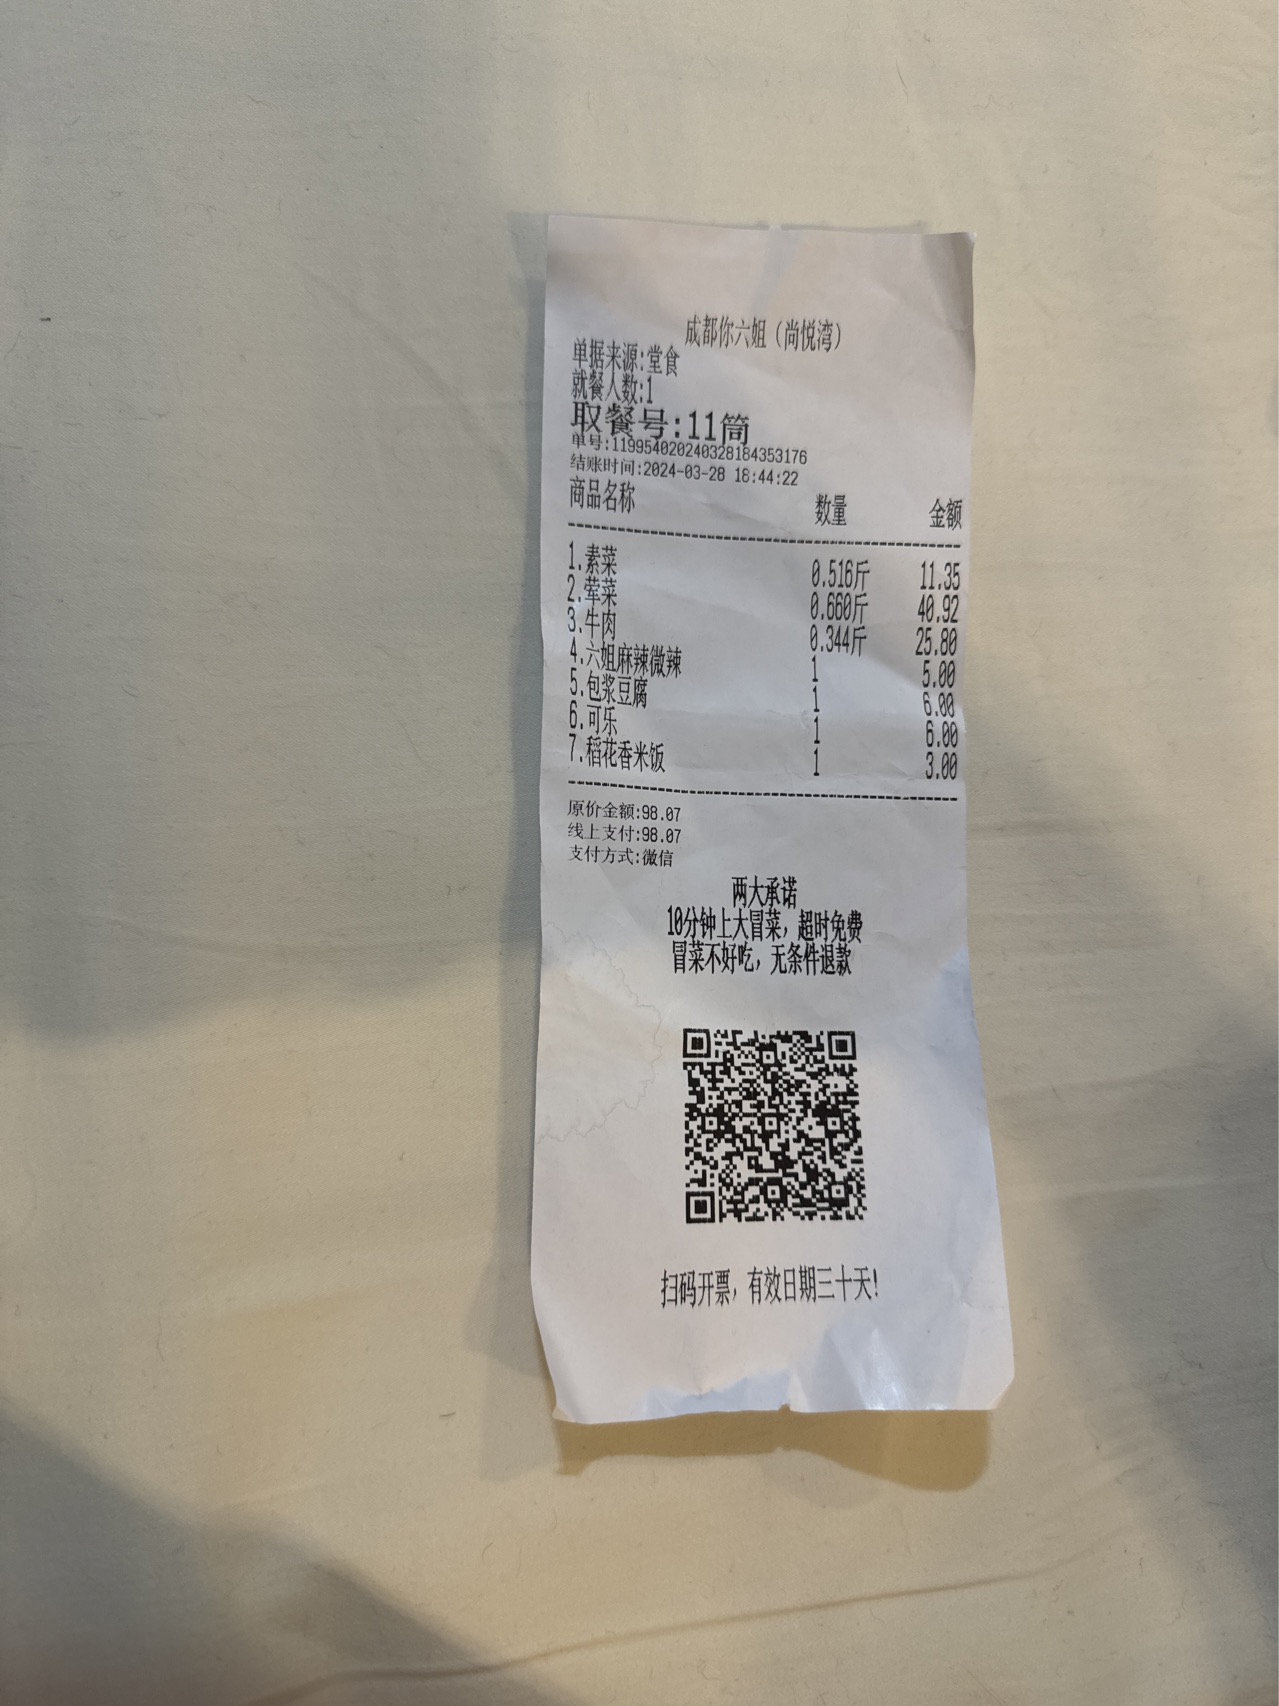 成都你六姐（尚悦湾）
单据来源:堂食
就餐人数:1
取餐号:11筒
单号:119954020240328184353176
结账时间:2024-03-28 18:44:22
商品名称 数量 金额
1.素菜 0.516斤 11.35
2.荤菜 0.660斤 40.92
3.牛肉 0.344斤 25.80
4.六姐麻辣微辣 1 5.00
5.包浆豆腐 1 6.00
6.可乐 1 6.00
7.稻花香米饭 1 3.00
原价金额:98.07
线上支付:98.07
支付方式:微信
两大承诺
10分钟上大冒菜，超时免费
冒菜不好吃，无条件退款
扫码开票，有效日期三十天!